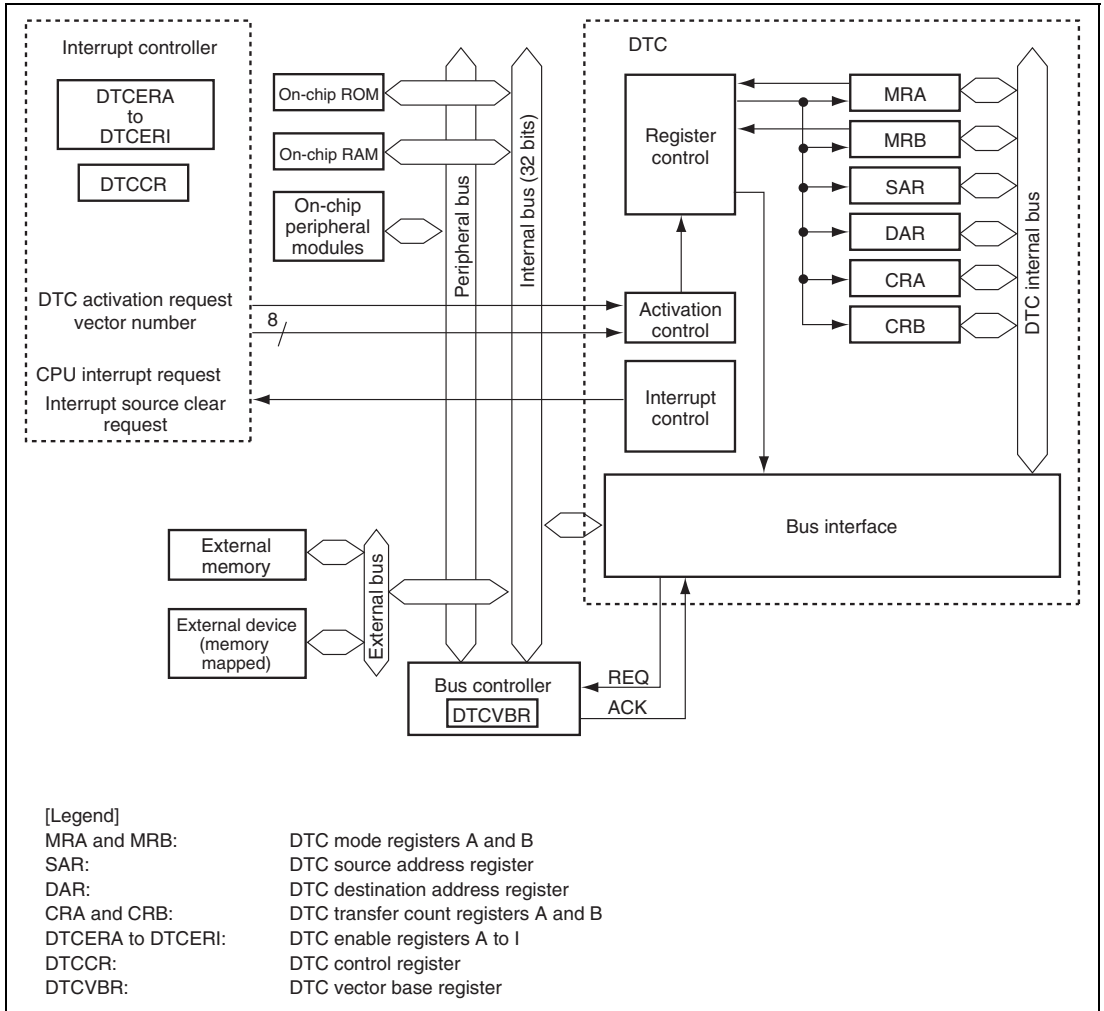 Interrupt controller
DTCERA
to
DTCERI
DTCCR
DTC activation request
vector number
8
CPU interrupt request
Interrupt source clear
request
On-chip ROM
On-chip RAM
On-chip
peripheral
modules
Peripheral bus
Internal bus (32 bits)
External
memory
External device
(memory
mapped)
External bus
Bus controller
DTCVBR
REQ
ACK
DTC
Register
control
Activation
control
Interrupt
control
MRA
MRB
SAR
DAR
CRA
CRB
DTC internal bus
Bus interface
[Legend]
MRA and MRB: DTC mode registers A and B
SAR: DTC source address register
DAR: DTC destination address register
CRA and CRB: DTC transfer count registers A and B
DTCERA to DTCERI: DTC enable registers A to I
DTCCR: DTC control register
DTCVBR: DTC vector base register